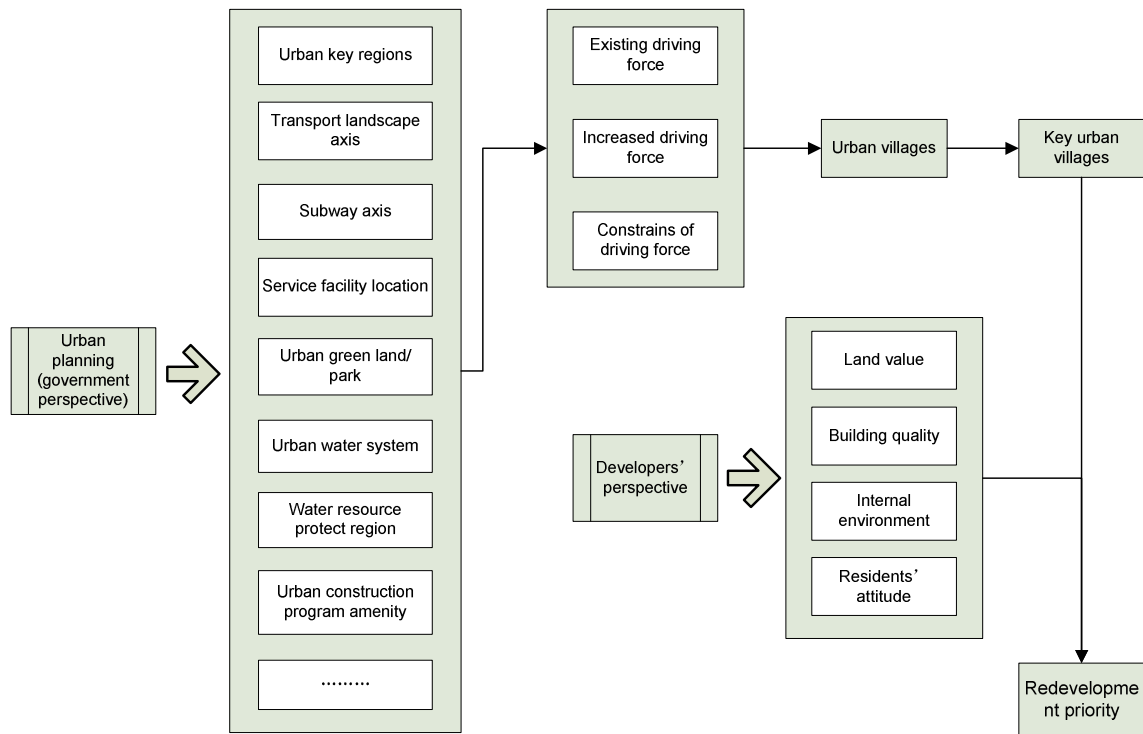 Urban
planning
(government
perspective)
Urban key regions
Transport landscape
axis
Subway axis
Service facility location
Urban green land/
park
Urban water system
Water resource
protect region
Urban construction
program amenity
………
Existing driving
force
Increased driving
force
Constrains of
driving force
Urban villages
Key urban
villages
Developers’
perspective
Land value
Building quality
Internal
environment
Residents’
attitude
Redevelopme
nt priority